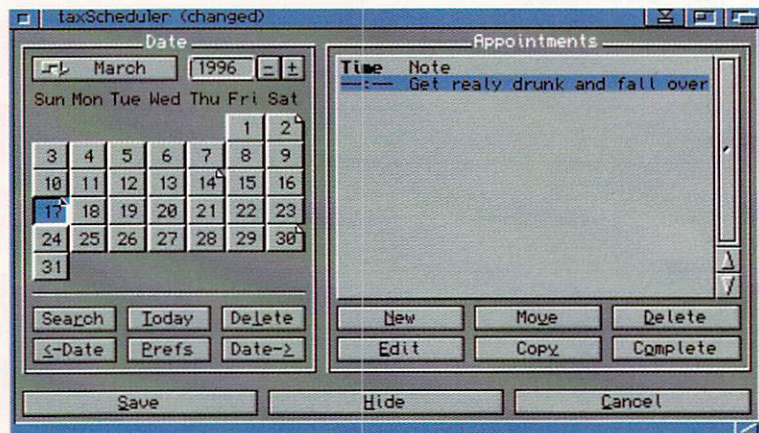 taxScheduler (changed)
Date
March 1996 - +
Sun Mon Tue Wed Thu Fri Sat
1 2
3 4 5 6 7 8 9
10 11 12 13 14 15 16
17 18 19 20 21 22 23
24 25 26 27 28 29 30
31
Search Today Delete
<-Date Prefs Date->
Appointments
Time Note
--:-- Get realy drunk and fall over
New Move Delete
Edit Copy Complete
Save Hide Cancel